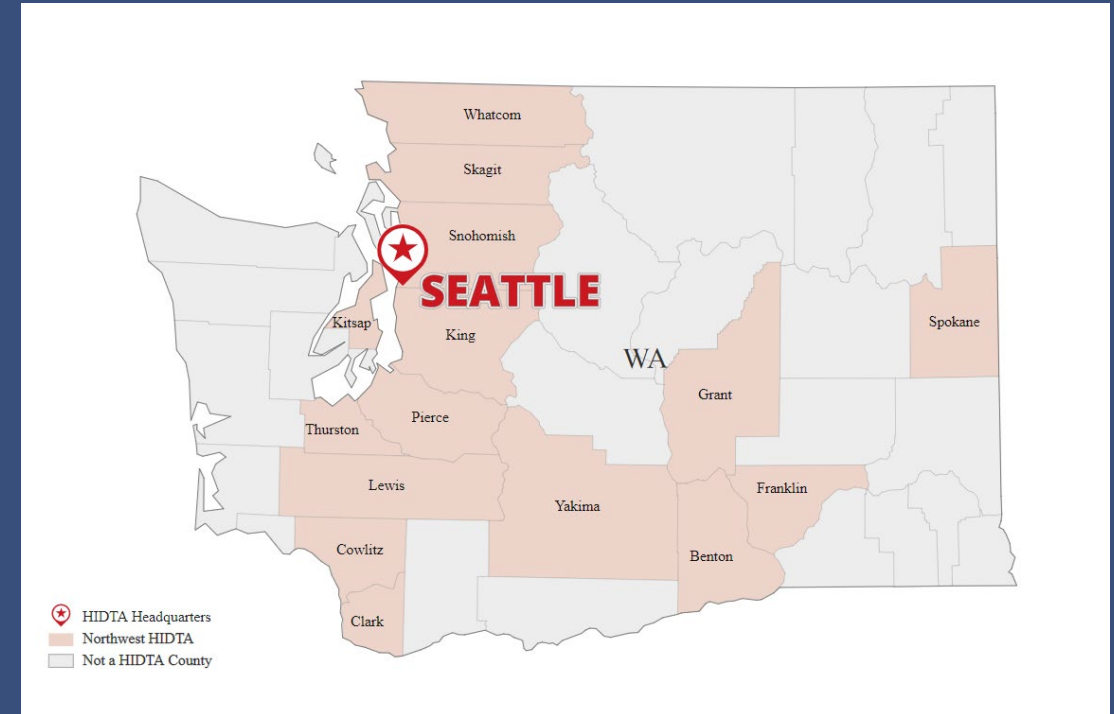 Whatcom
Skagit
Snohomish
SEATTLE
Kitsap
King
Spokane
WA
Grant
Pierce
Thurston
Lewis
Franklin
Yakima
Cowlitz
Benton
Clark
HIDTA Headquarters
Northwest HIDTA
Not a HIDTA County